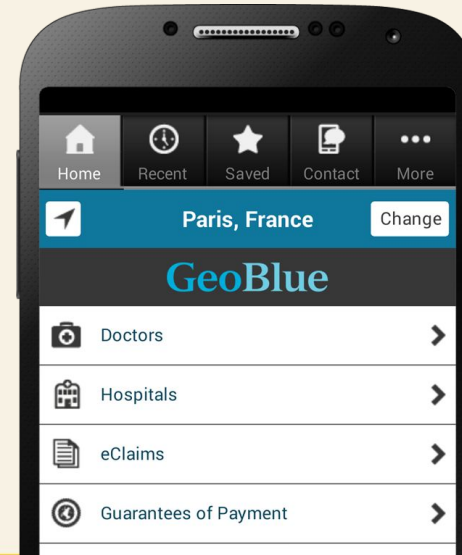 Home Recent Saved Contact More
Paris, France Change
GeoBlue
Doctors
Hospitals
eClaims
Guarantees of Payment